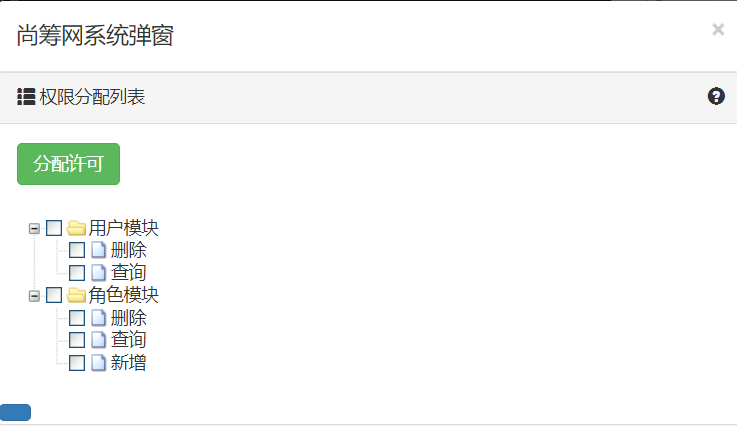 尚筹网系统弹窗 ×
权限分配列表 ?
分配许可
用户模块
删除
查询
角色模块
删除
查询
新增